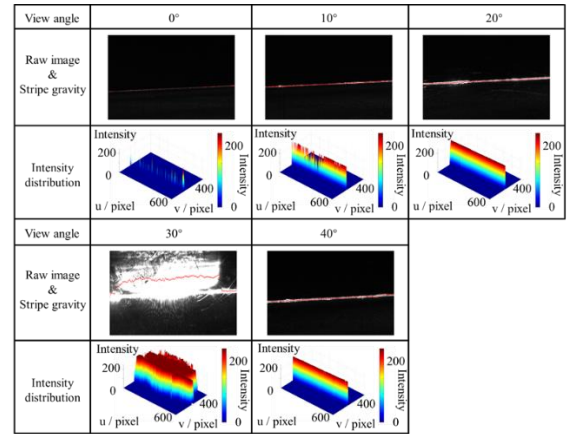 View angle 0° 10° 20°
Raw image
&
Stripe gravity
Intensity
distribution
Intensity
200
0
u / pixel
v / pixel
600
400
200
0
Intensity
Intensity
200
0
u / pixel
v / pixel
600
400
200
0
Intensity
Intensity
200
0
u / pixel
v / pixel
600
400
200
0
Intensity
View angle 30° 40°
Raw image
&
Stripe gravity
Intensity
distribution
Intensity
200
0
u / pixel
v / pixel
600
400
200
0
Intensity
Intensity
200
0
u / pixel
v / pixel
600
400
200
0
Intensity